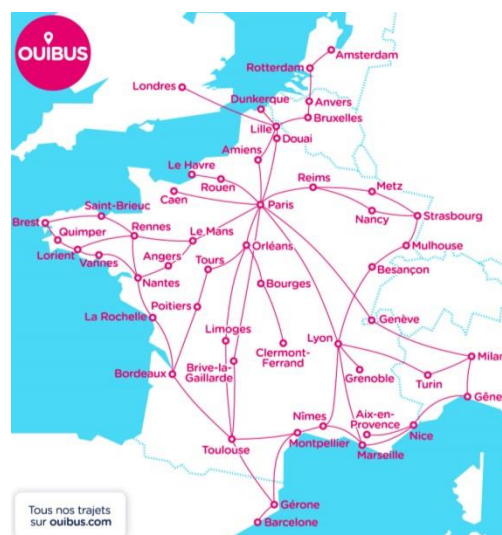 OUIBUS
Amsterdam
Rotterdam
Londres
Dunkerque
Anvers
Bruxelles
Lille
Douai
Amiens
Le Havre
Rouen
Caen
Reims
Metz
Paris
Nancy
Strasbourg
Saint-Brieuc
Brest
Quimper
Rennes
Le Mans
Lorient
Vannes
Angers
Nantes
Orléans
Tours
Mulhouse
Besançon
Bourges
Poitiers
La Rochelle
Genève
Limoges
Clermont-
Ferrand
Lyon
Milan
Bordeaux
Brive-la-
Gaillarde
Grenoble
Turin
Gêne
Aix-en-
Provence
Nîmes
Nice
Toulouse
Montpellier
Marseille
Gérone
Barcelone
Tous nos trajets
sur ouibus.com